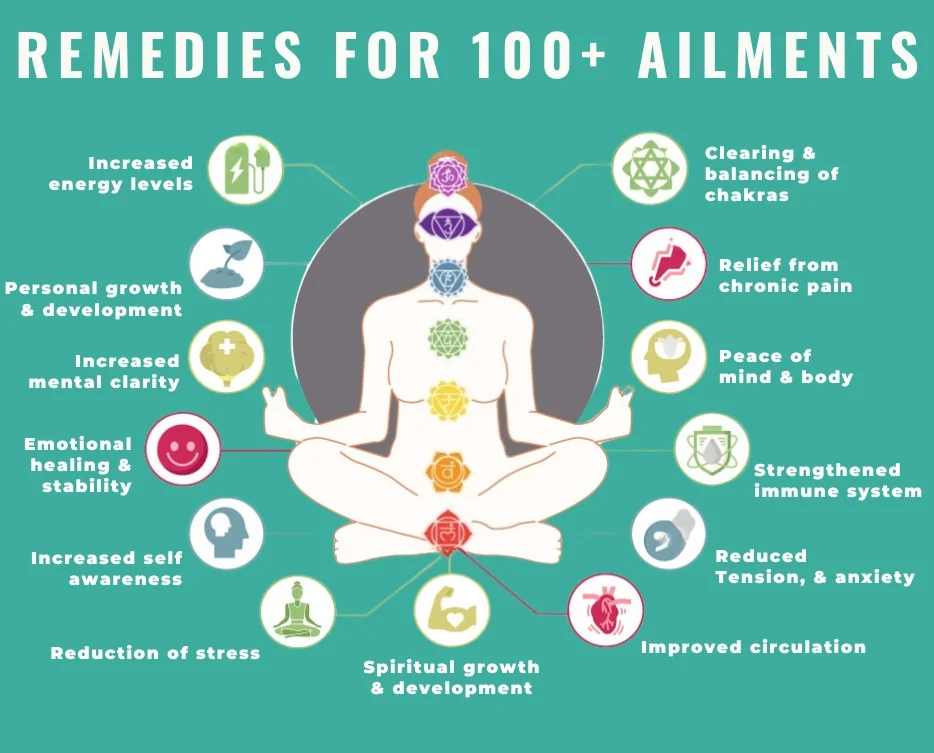 REMEDIES FOR 100+ AILMENTS
Increased
energy levels
Personal growth
& development
Increased
mental clarity
Emotional
healing &
stability
Increased self
awareness
Reduction of stress
Spiritual growth
& development
Clearing &
balancing of
chakras
Relief from
chronic pain
Peace of
mind & body
Strengthened
immune system
Reduced
Tension, & anxiety
Improved circulation
ॐ